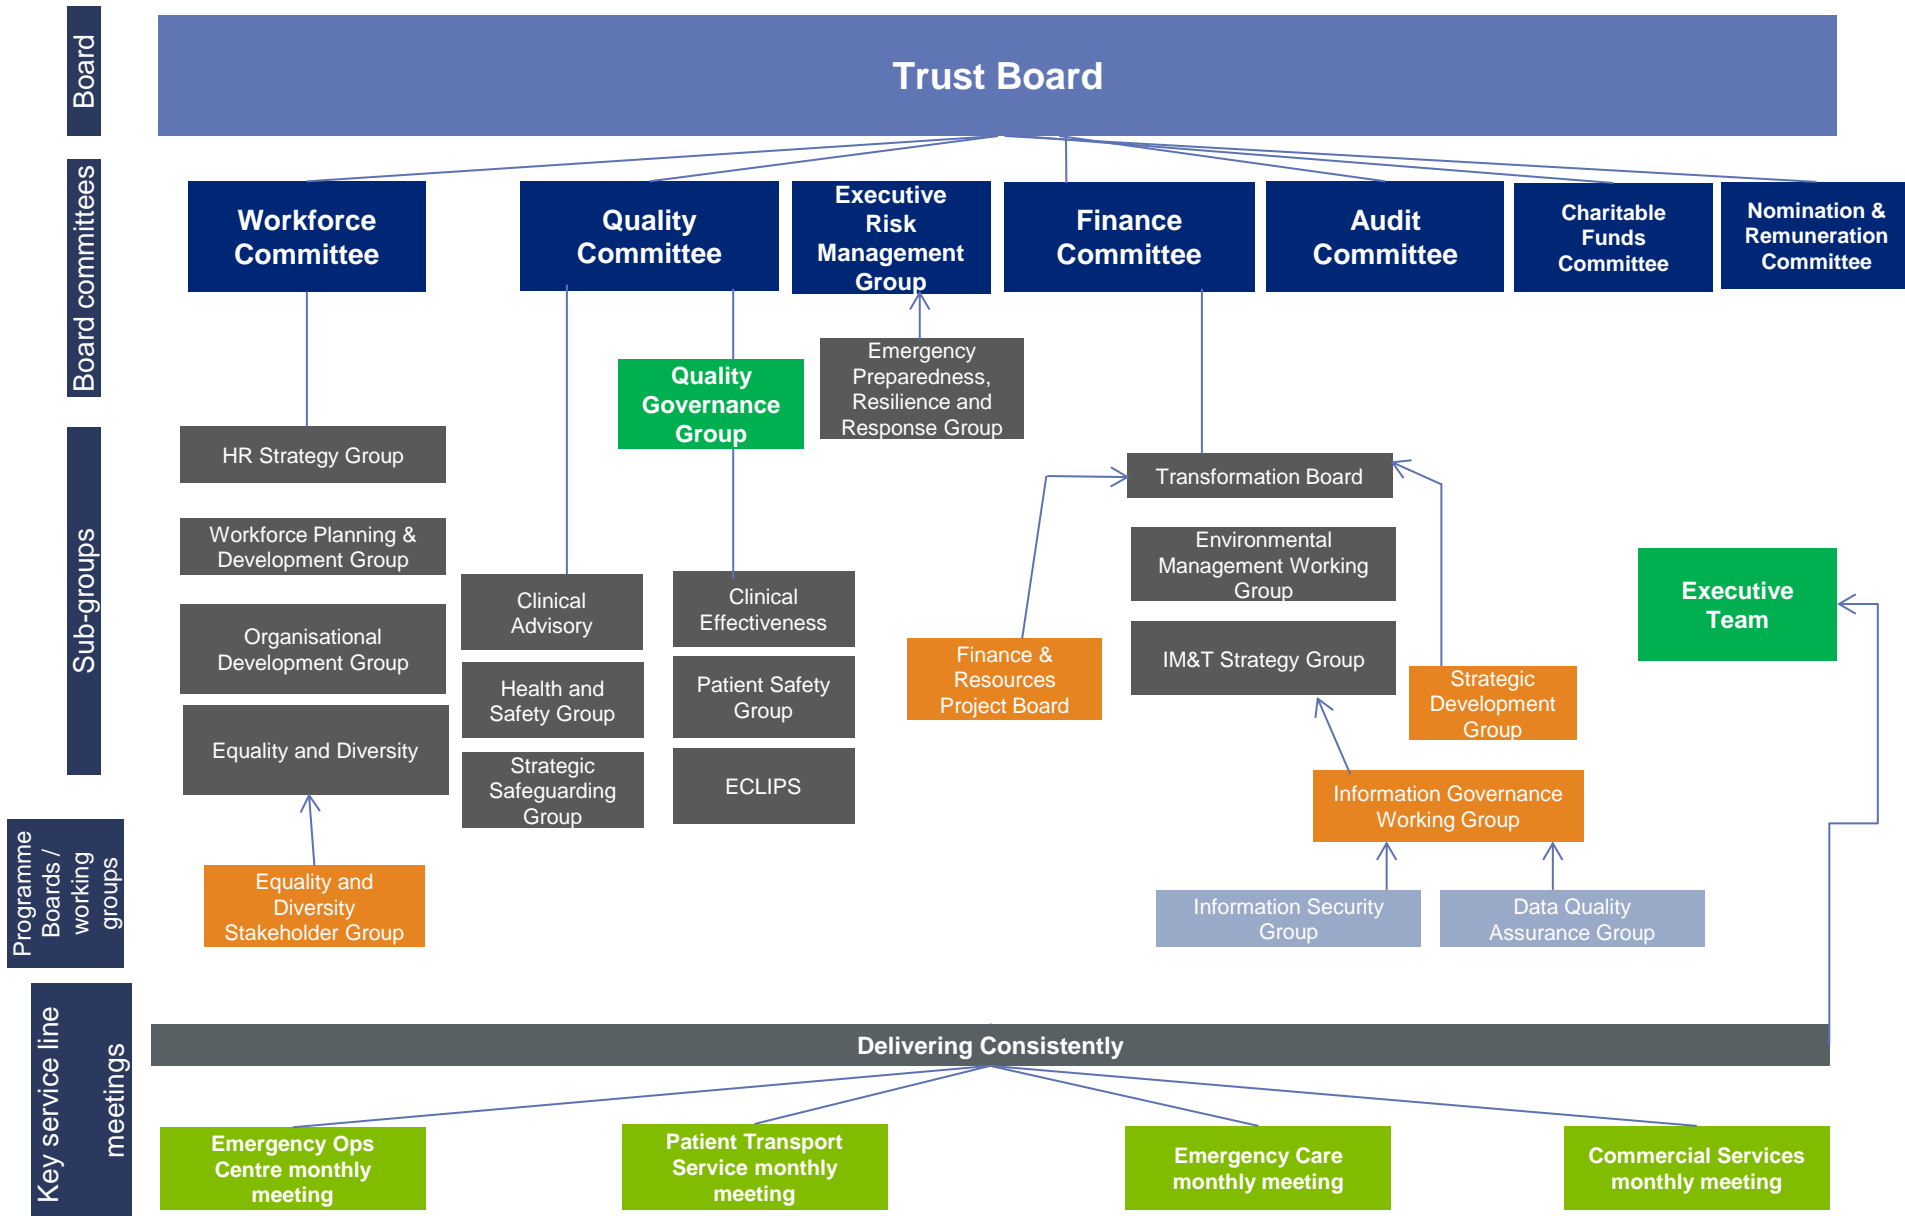 Board
Trust Board
Board committees
Workforce
Committee
Quality
Committee
Executive
Risk
Management
Group
Finance
Committee
Audit
Committee
Charitable
Funds
Committee
Nomination &
Remuneration
Committee
Quality
Governance
Group
Emergency
Preparedness,
Resilience and
Response Group
Sub-groups
HR Strategy Group
Workforce Planning &
Development Group
Organisational
Development Group
Equality and Diversity
Clinical
Advisory
Health and
Safety Group
Strategic
Safeguarding
Group
Clinical
Effectiveness
Patient Safety
Group
ECLIPS
Transformation Board
Environmental
Management Working
Group
IM&T Strategy Group
Finance &
Resources
Project Board
Strategic
Development
Group
Executive
Team
Programme
Boards /
working
groups
Equality and
Diversity
Stakeholder Group
Information Governance
Working Group
Information Security
Group
Data Quality
Assurance Group
Key service line
meetings
Delivering Consistently
Emergency Ops
Centre monthly
meeting
Patient Transport
Service monthly
meeting
Emergency Care
monthly meeting
Commercial Services
monthly meeting